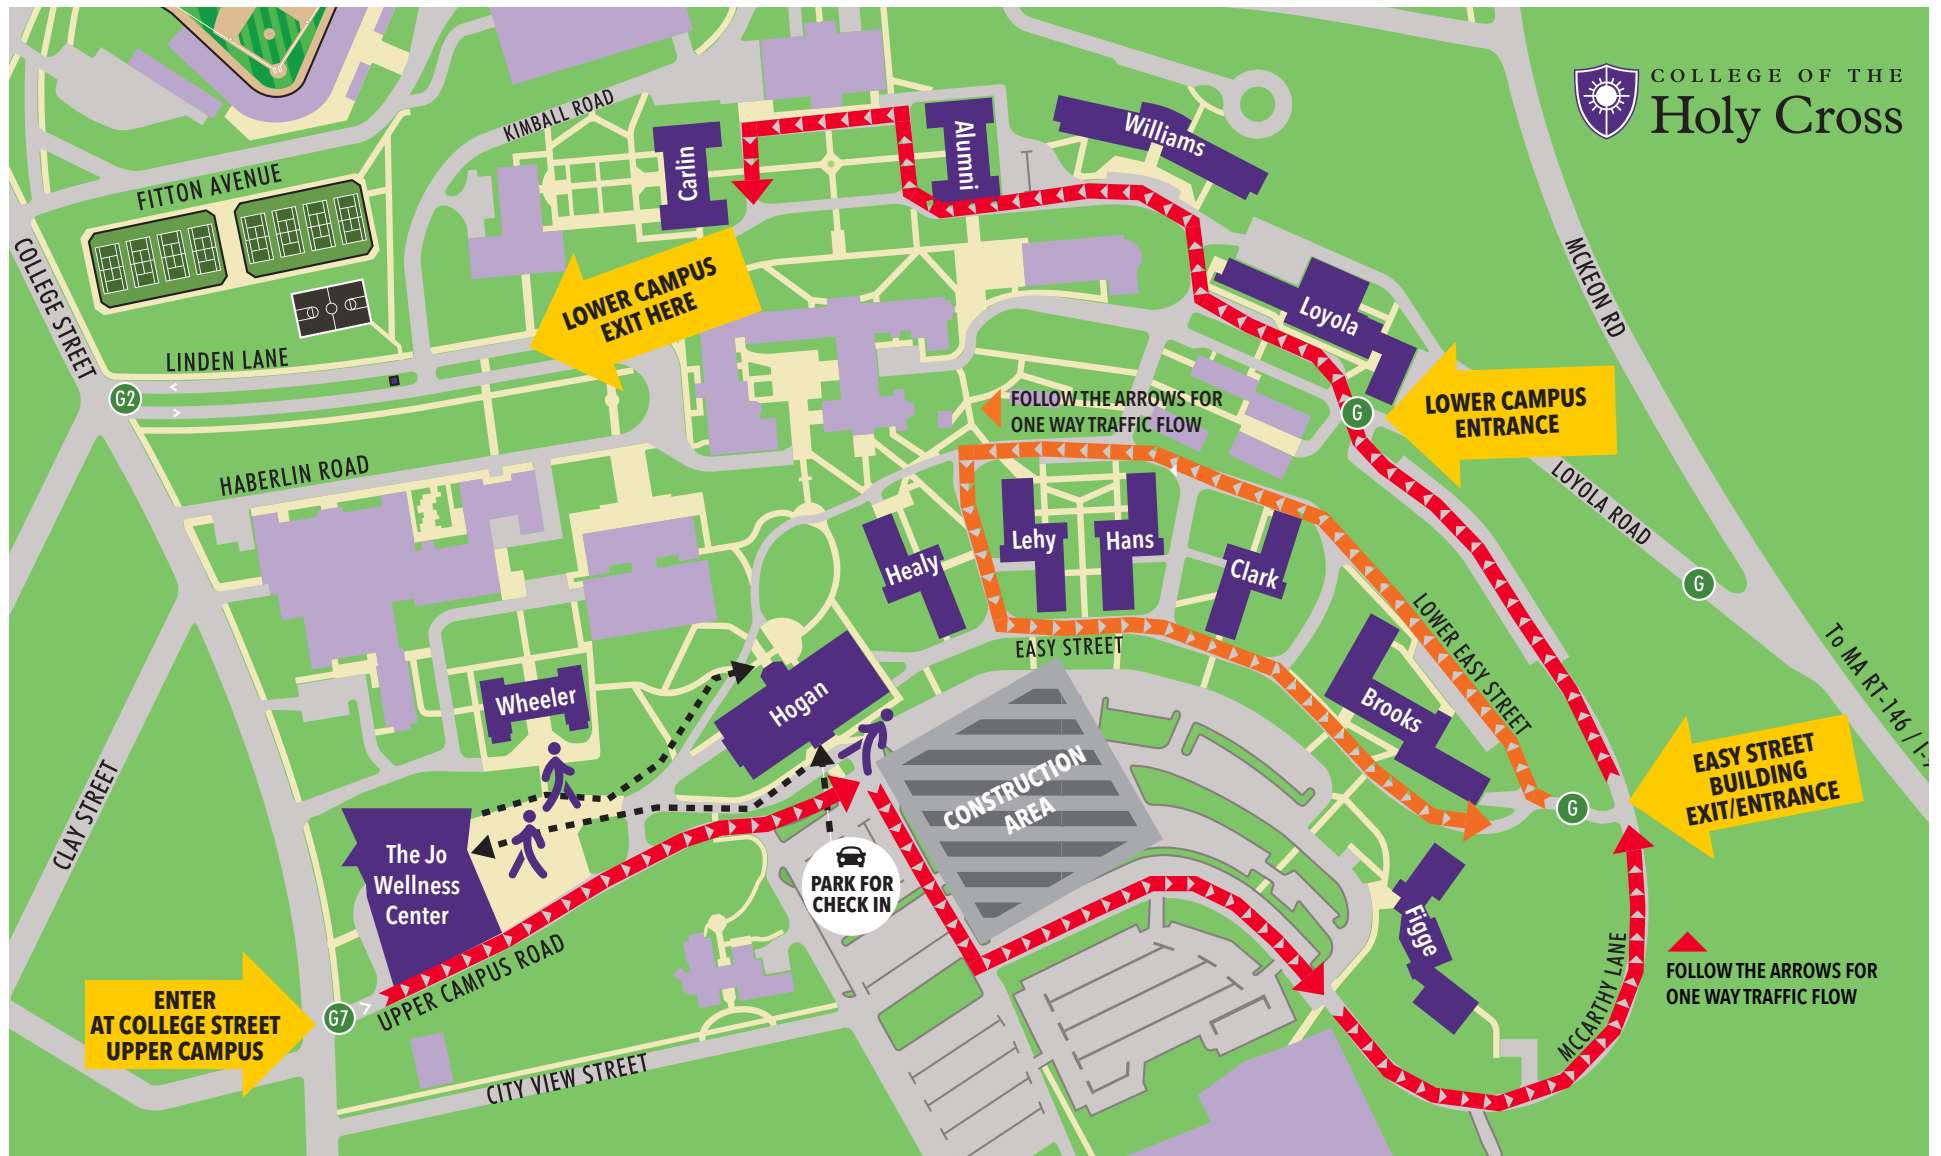 COLLEGE OF THE
Holy Cross
KIMBALL ROAD
Carlin
Alumni
Williams
FITTON AVENUE
COLLEGE STREET
MCKEON RD
LOWER CAMPUS
EXIT HERE
Loyola
LINDEN LANE
G2
G
LOWER CAMPUS
ENTRANCE
FOLLOW THE ARROWS FOR
ONE WAY TRAFFIC FLOW
HABERLIN ROAD
LOYOLA ROAD
G
Healy
Lehy
Hans
Clark
LOWER EASY STREET
EASY STREET
To MA RT-146 / I-
Wheeler
Hogan
Brooks
EASY STREET
BUILDING
EXIT/ENTRANCE
G
CONSTRUCTION
AREA
CLAY STREET
The Jo
Wellness
Center
PARK FOR
CHECK IN
Figge
UPPER CAMPUS ROAD
MCCARTHY LANE
FOLLOW THE ARROWS FOR
ONE WAY TRAFFIC FLOW
ENTER
AT COLLEGE STREET
UPPER CAMPUS
G7
CITY VIEW STREET